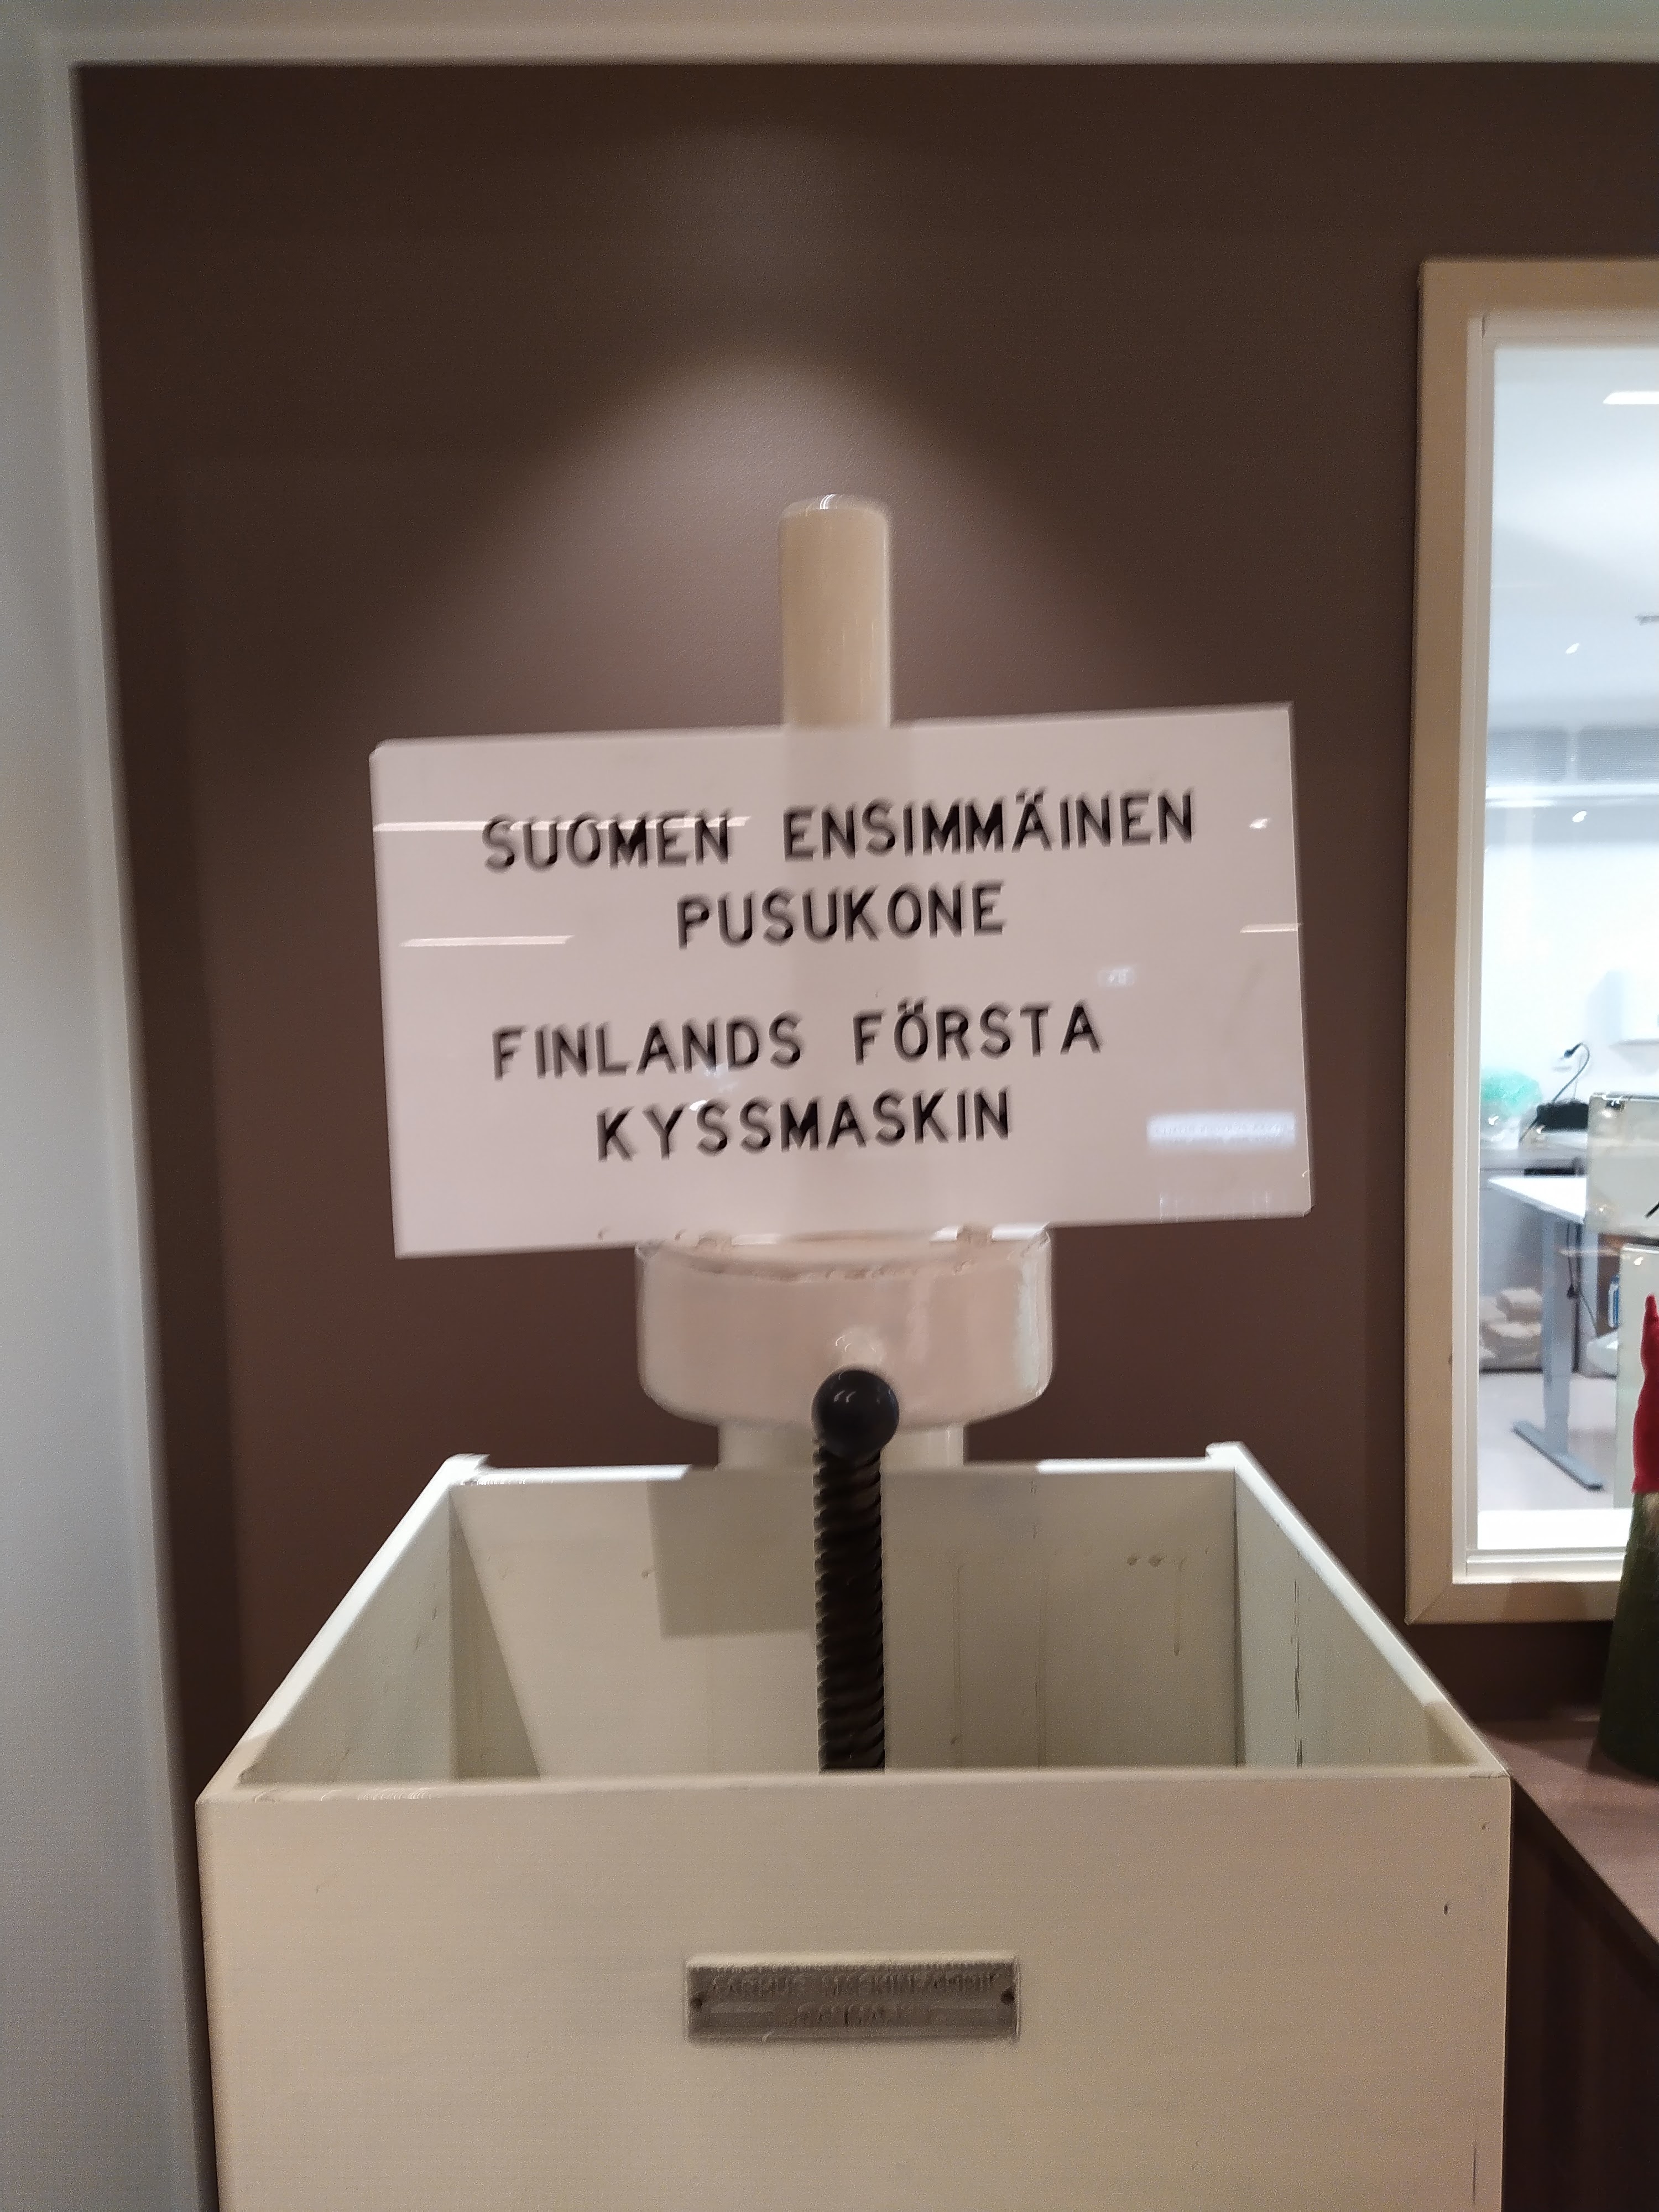 SUOMEN ENSIMMÄINEN
PUSUKONE
FINLANDS FÖRSTA
KYSSMASKIN